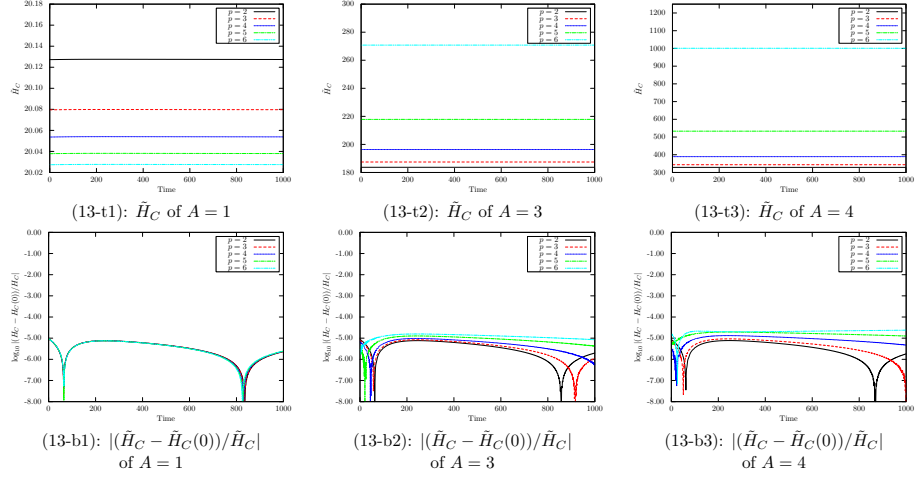 20.18
20.16
20.14
20.12
20.10
20.08
20.06
20.04
20.02
0 200 400 600 800 1000
Time
H̃_C
p = 2
p = 3
p = 4
p = 5
p = 6
(13-t1): H̃_C of A = 1
300
280
260
240
220
200
180
0 200 400 600 800 1000
Time
H̃_C
p = 2
p = 3
p = 4
p = 5
p = 6
(13-t2): H̃_C of A = 3
1200
1100
1000
900
800
700
600
500
400
300
0 200 400 600 800 1000
Time
H̃_C
p = 2
p = 3
p = 4
p = 5
p = 6
(13-t3): H̃_C of A = 4
0.00
-1.00
-2.00
-3.00
-4.00
-5.00
-6.00
-7.00
-8.00
0 200 400 600 800 1000
Time
log₁₀ |(H̃_C − H̃_C(0))/H̃_C|
p = 2
p = 3
p = 4
p = 5
p = 6
(13-b1): |(H̃_C − H̃_C(0))/H̃_C|
of A = 1
0.00
-1.00
-2.00
-3.00
-4.00
-5.00
-6.00
-7.00
-8.00
0 200 400 600 800 1000
Time
log₁₀ |(H̃_C − H̃_C(0))/H̃_C|
p = 2
p = 3
p = 4
p = 5
p = 6
(13-b2): |(H̃_C − H̃_C(0))/H̃_C|
of A = 3
0.00
-1.00
-2.00
-3.00
-4.00
-5.00
-6.00
-7.00
-8.00
0 200 400 600 800 1000
Time
log₁₀ |(H̃_C − H̃_C(0))/H̃_C|
p = 2
p = 3
p = 4
p = 5
p = 6
(13-b3): |(H̃_C − H̃_C(0))/H̃_C|
of A = 4